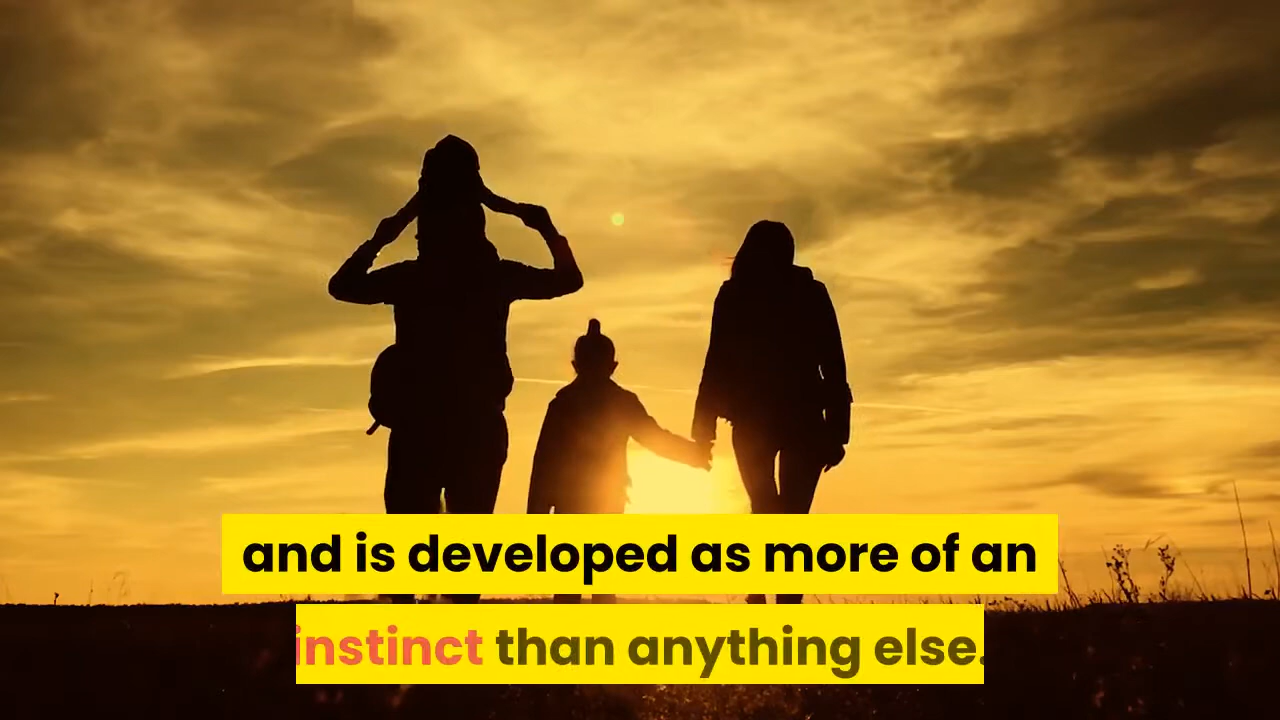 and is developed as more of an
instinct than anything else.